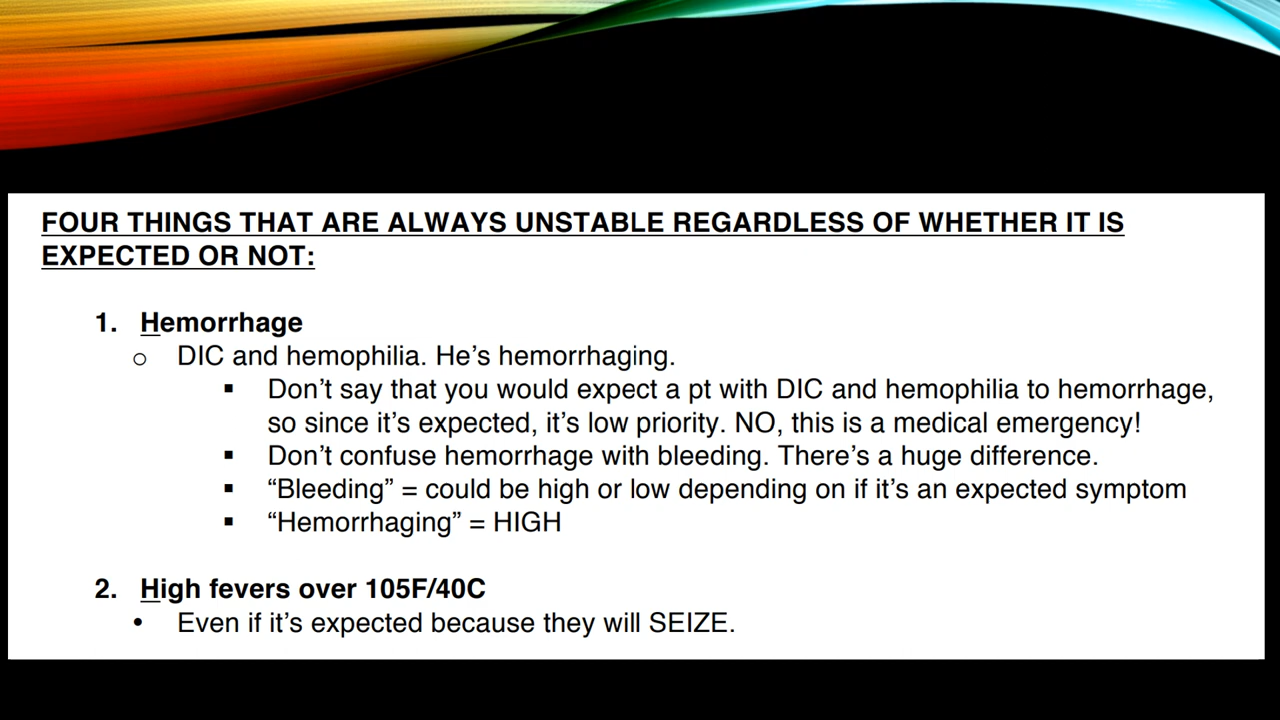 FOUR THINGS THAT ARE ALWAYS UNSTABLE REGARDLESS OF WHETHER IT IS
EXPECTED OR NOT:
1. Hemorrhage
o DIC and hemophilia. He’s hemorrhaging.
▪ Don’t say that you would expect a pt with DIC and hemophilia to hemorrhage,
so since it’s expected, it’s low priority. NO, this is a medical emergency!
▪ Don’t confuse hemorrhage with bleeding. There’s a huge difference.
▪ “Bleeding” = could be high or low depending on if it’s an expected symptom
▪ “Hemorrhaging” = HIGH
2. High fevers over 105F/40C
• Even if it’s expected because they will SEIZE.